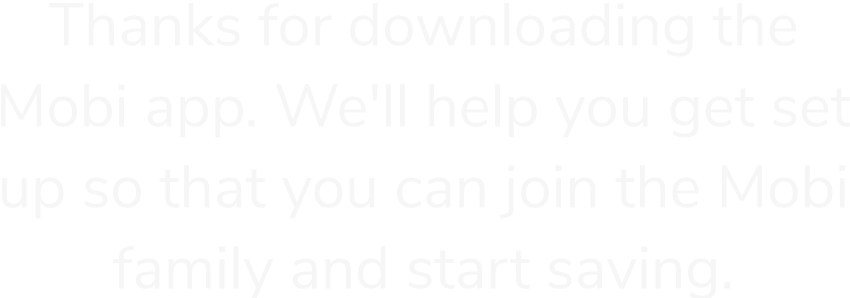 Thanks for downloading the
Mobi app. We'll help you get set
up so that you can join the Mobi
family and start saving.